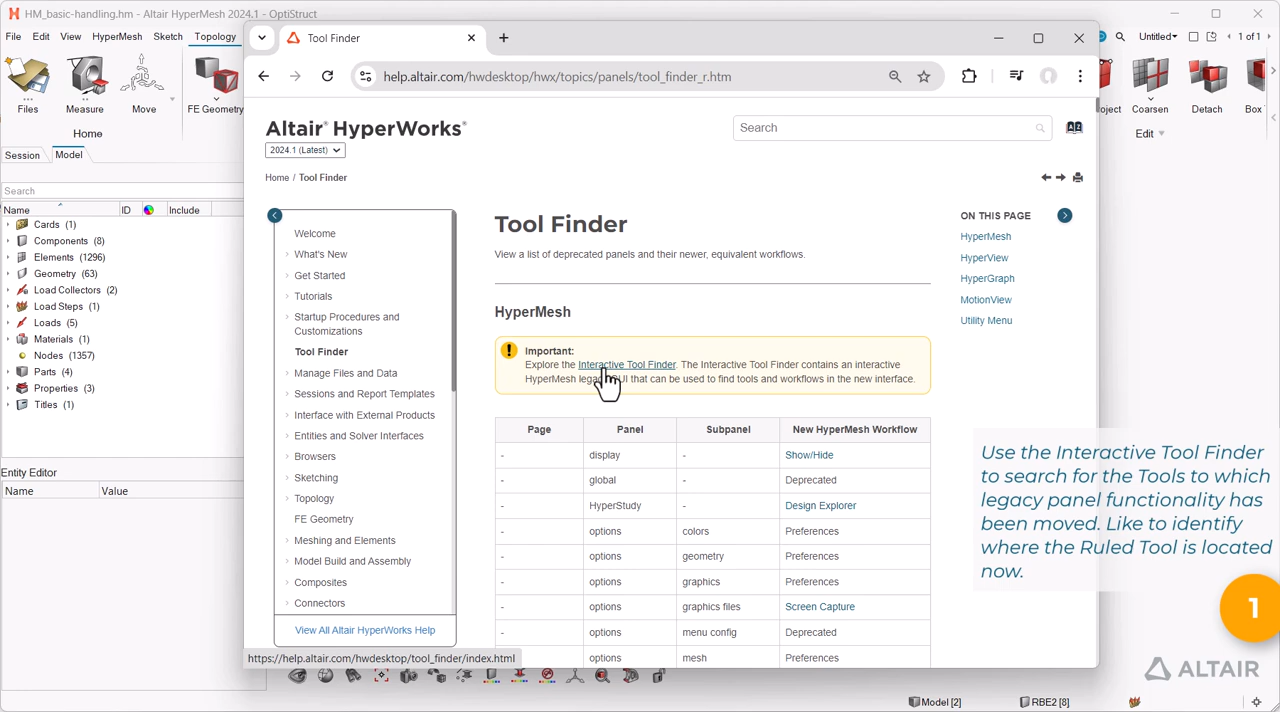 HM_basic-handling.hm - Altair HyperMesh 2024.1 - OptiStruct
File Edit View HyperMesh Sketch Topology
Untitled
1 of 1
Files
Measure
Move
FE Geometry
Home
oject
Coarsen
Detach
Box
Edit
Session
Model
Search
Name ID Include
Cards (1)
Components (8)
Elements (1296)
Geometry (63)
Load Collectors (2)
Load Steps (1)
Loads (5)
Materials (1)
Nodes (1357)
Parts (4)
Properties (3)
Titles (1)
Entity Editor
Name Value
Tool Finder
help.altair.com/hwdesktop/hwx/topics/panels/tool_finder_r.htm
Altair® HyperWorks®
Search
2024.1 (Latest)
Home / Tool Finder
Welcome
What's New
Get Started
Tutorials
Startup Procedures and
Customizations
Tool Finder
Manage Files and Data
Sessions and Report Templates
Interface with External Products
Entities and Solver Interfaces
Browsers
Sketching
Topology
FE Geometry
Meshing and Elements
Model Build and Assembly
Composites
Connectors
View All Altair HyperWorks Help
Tool Finder
View a list of deprecated panels and their newer, equivalent workflows.
HyperMesh
!
Important:
Explore the Interactive Tool Finder. The Interactive Tool Finder contains an interactive
HyperMesh legacy GUI that can be used to find tools and workflows in the new interface.
Page Panel Subpanel New HyperMesh Workflow
- display - Show/Hide
- global - Deprecated
- HyperStudy - Design Explorer
- options colors Preferences
- options geometry Preferences
- options graphics Preferences
- options graphics files Screen Capture
- options menu config Deprecated
- options mesh Preferences
ON THIS PAGE
HyperMesh
HyperView
HyperGraph
MotionView
Utility Menu
Use the Interactive Tool Finder
to search for the Tools to which
legacy panel functionality has
been moved. Like to identify
where the Ruled Tool is located
now.
1
https://help.altair.com/hwdesktop/tool_finder/index.html
ALTAIR
Model [2]
RBE2 [8]